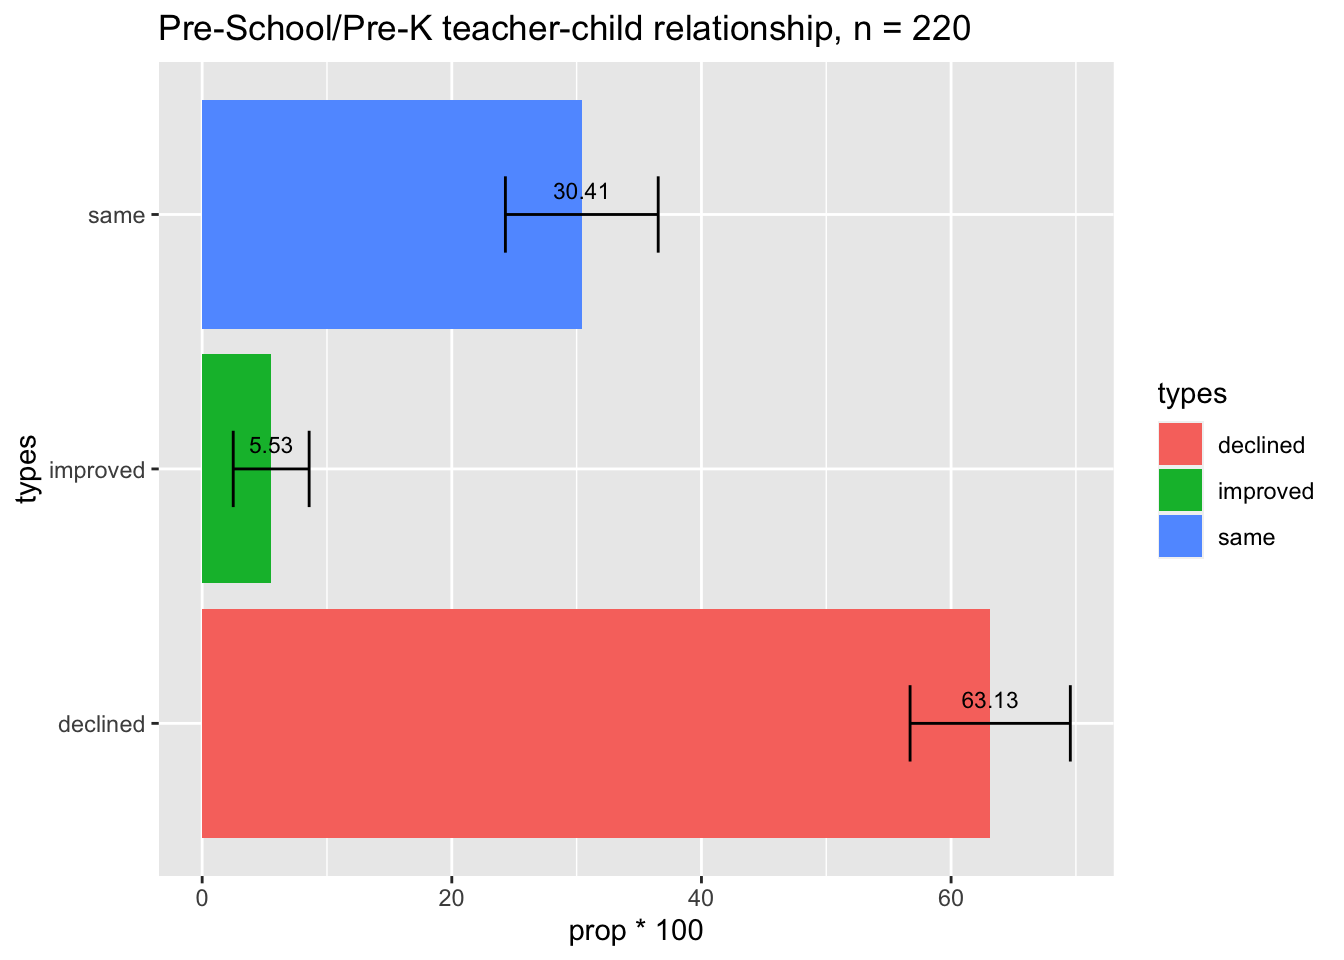 Pre-School/Pre-K teacher-child relationship, n = 220
same
30.41
improved
5.53
declined
63.13
types
0 20 40 60
prop * 100
types
declined
improved
same